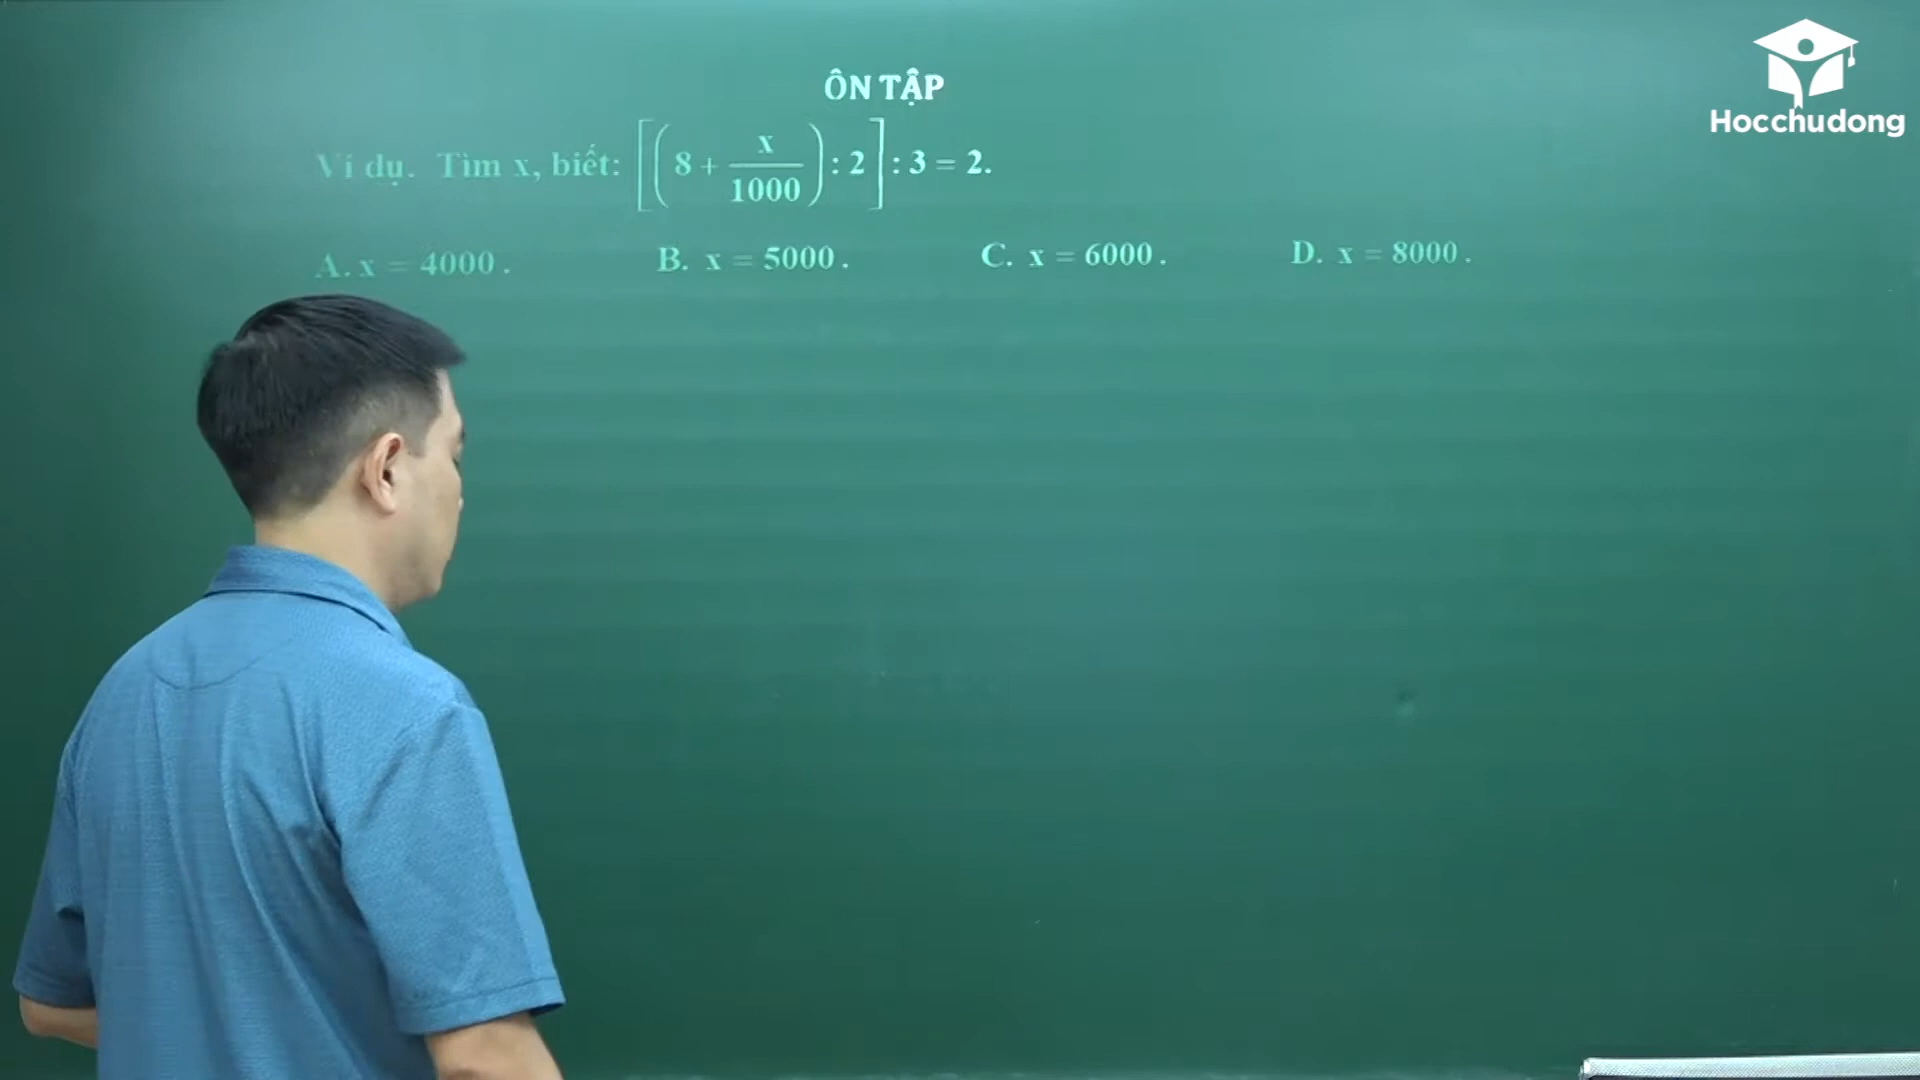 Hocchudong
ÔN TẬP
Ví dụ. Tìm x, biết: [(8 + x/1000) : 2] : 3 = 2.
A. x = 4000. B. x = 5000. C. x = 6000. D. x = 8000.